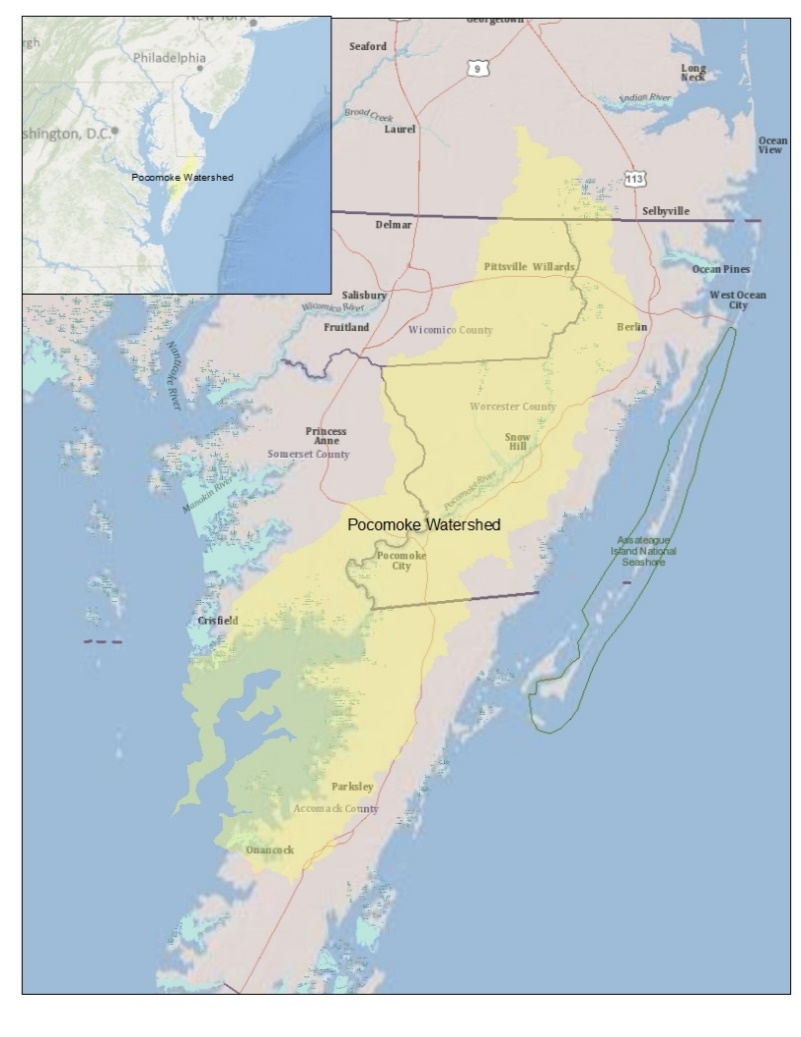 New York
Philadelphia
shington, D.C.
Pocomoke Watershed
Georgetown
Seaford
9
Long
Neck
Indian River
Broad Creek
Laurel
Ocean
View
113
Selbyville
Delmar
Pittsville Willards
Ocean Pines
Salisbury
West Ocean
City
Wicomico River
Fruitland
Wicomico County
Berlin
Nanticoke River
Worcester County
Princess
Anne
Snow
Hill
Somerset County
Manokin River
Pocomoke River
Pocomoke Watershed
Assateague
Island National
Seashore
Pocomoke
City
Crisfield
Parksley
Accomack County
Onancock